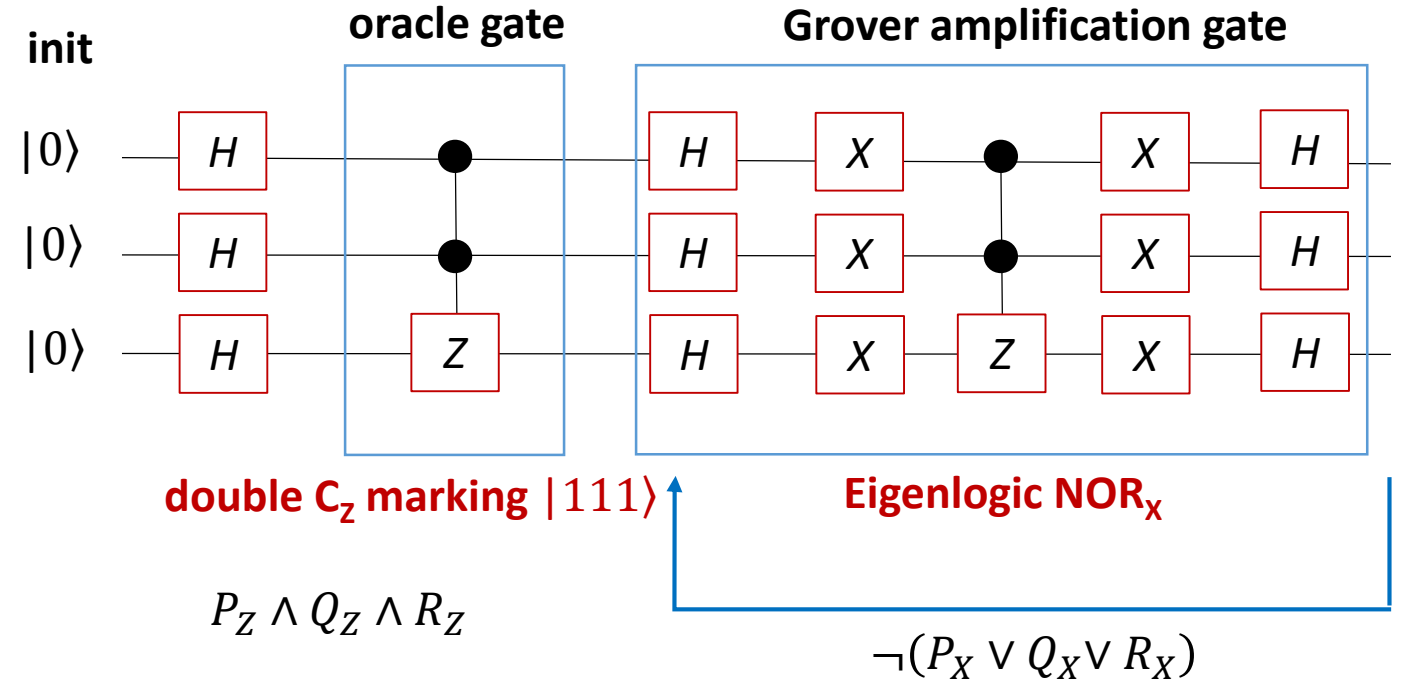 oracle gate Grover amplification gate
init
|0⟩ H H X X H
|0⟩ H H X X H
|0⟩ H Z H X Z X H
double C_Z marking |111⟩ Eigenlogic NOR_X
P_Z ∧ Q_Z ∧ R_Z
¬(P_X ∨ Q_X ∨ R_X)